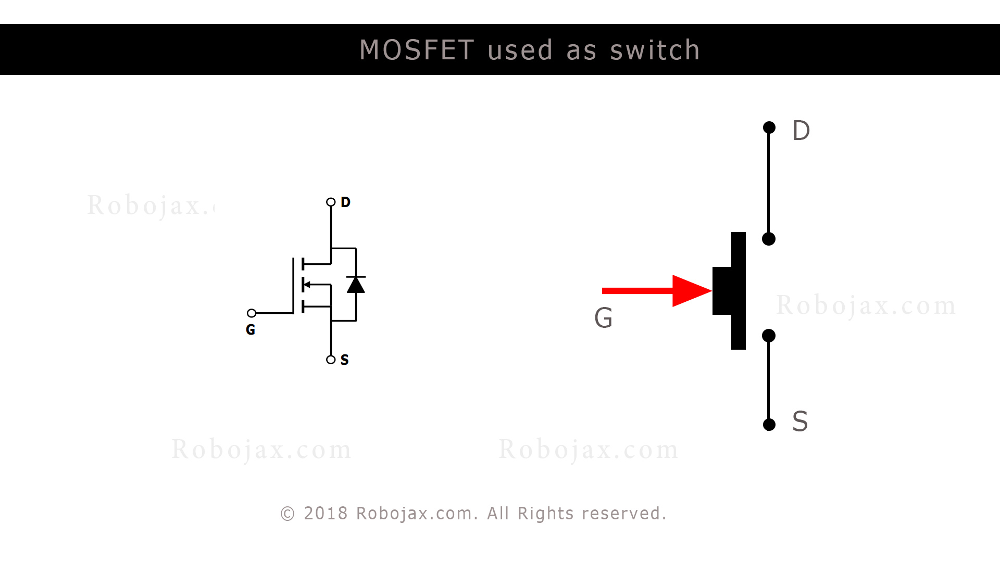 MOSFET used as switch
D
D
Robojax.
G
Robojax.com
G
S
S
Robojax.com
Robojax.com
© 2018 Robojax.com. All Rights reserved.